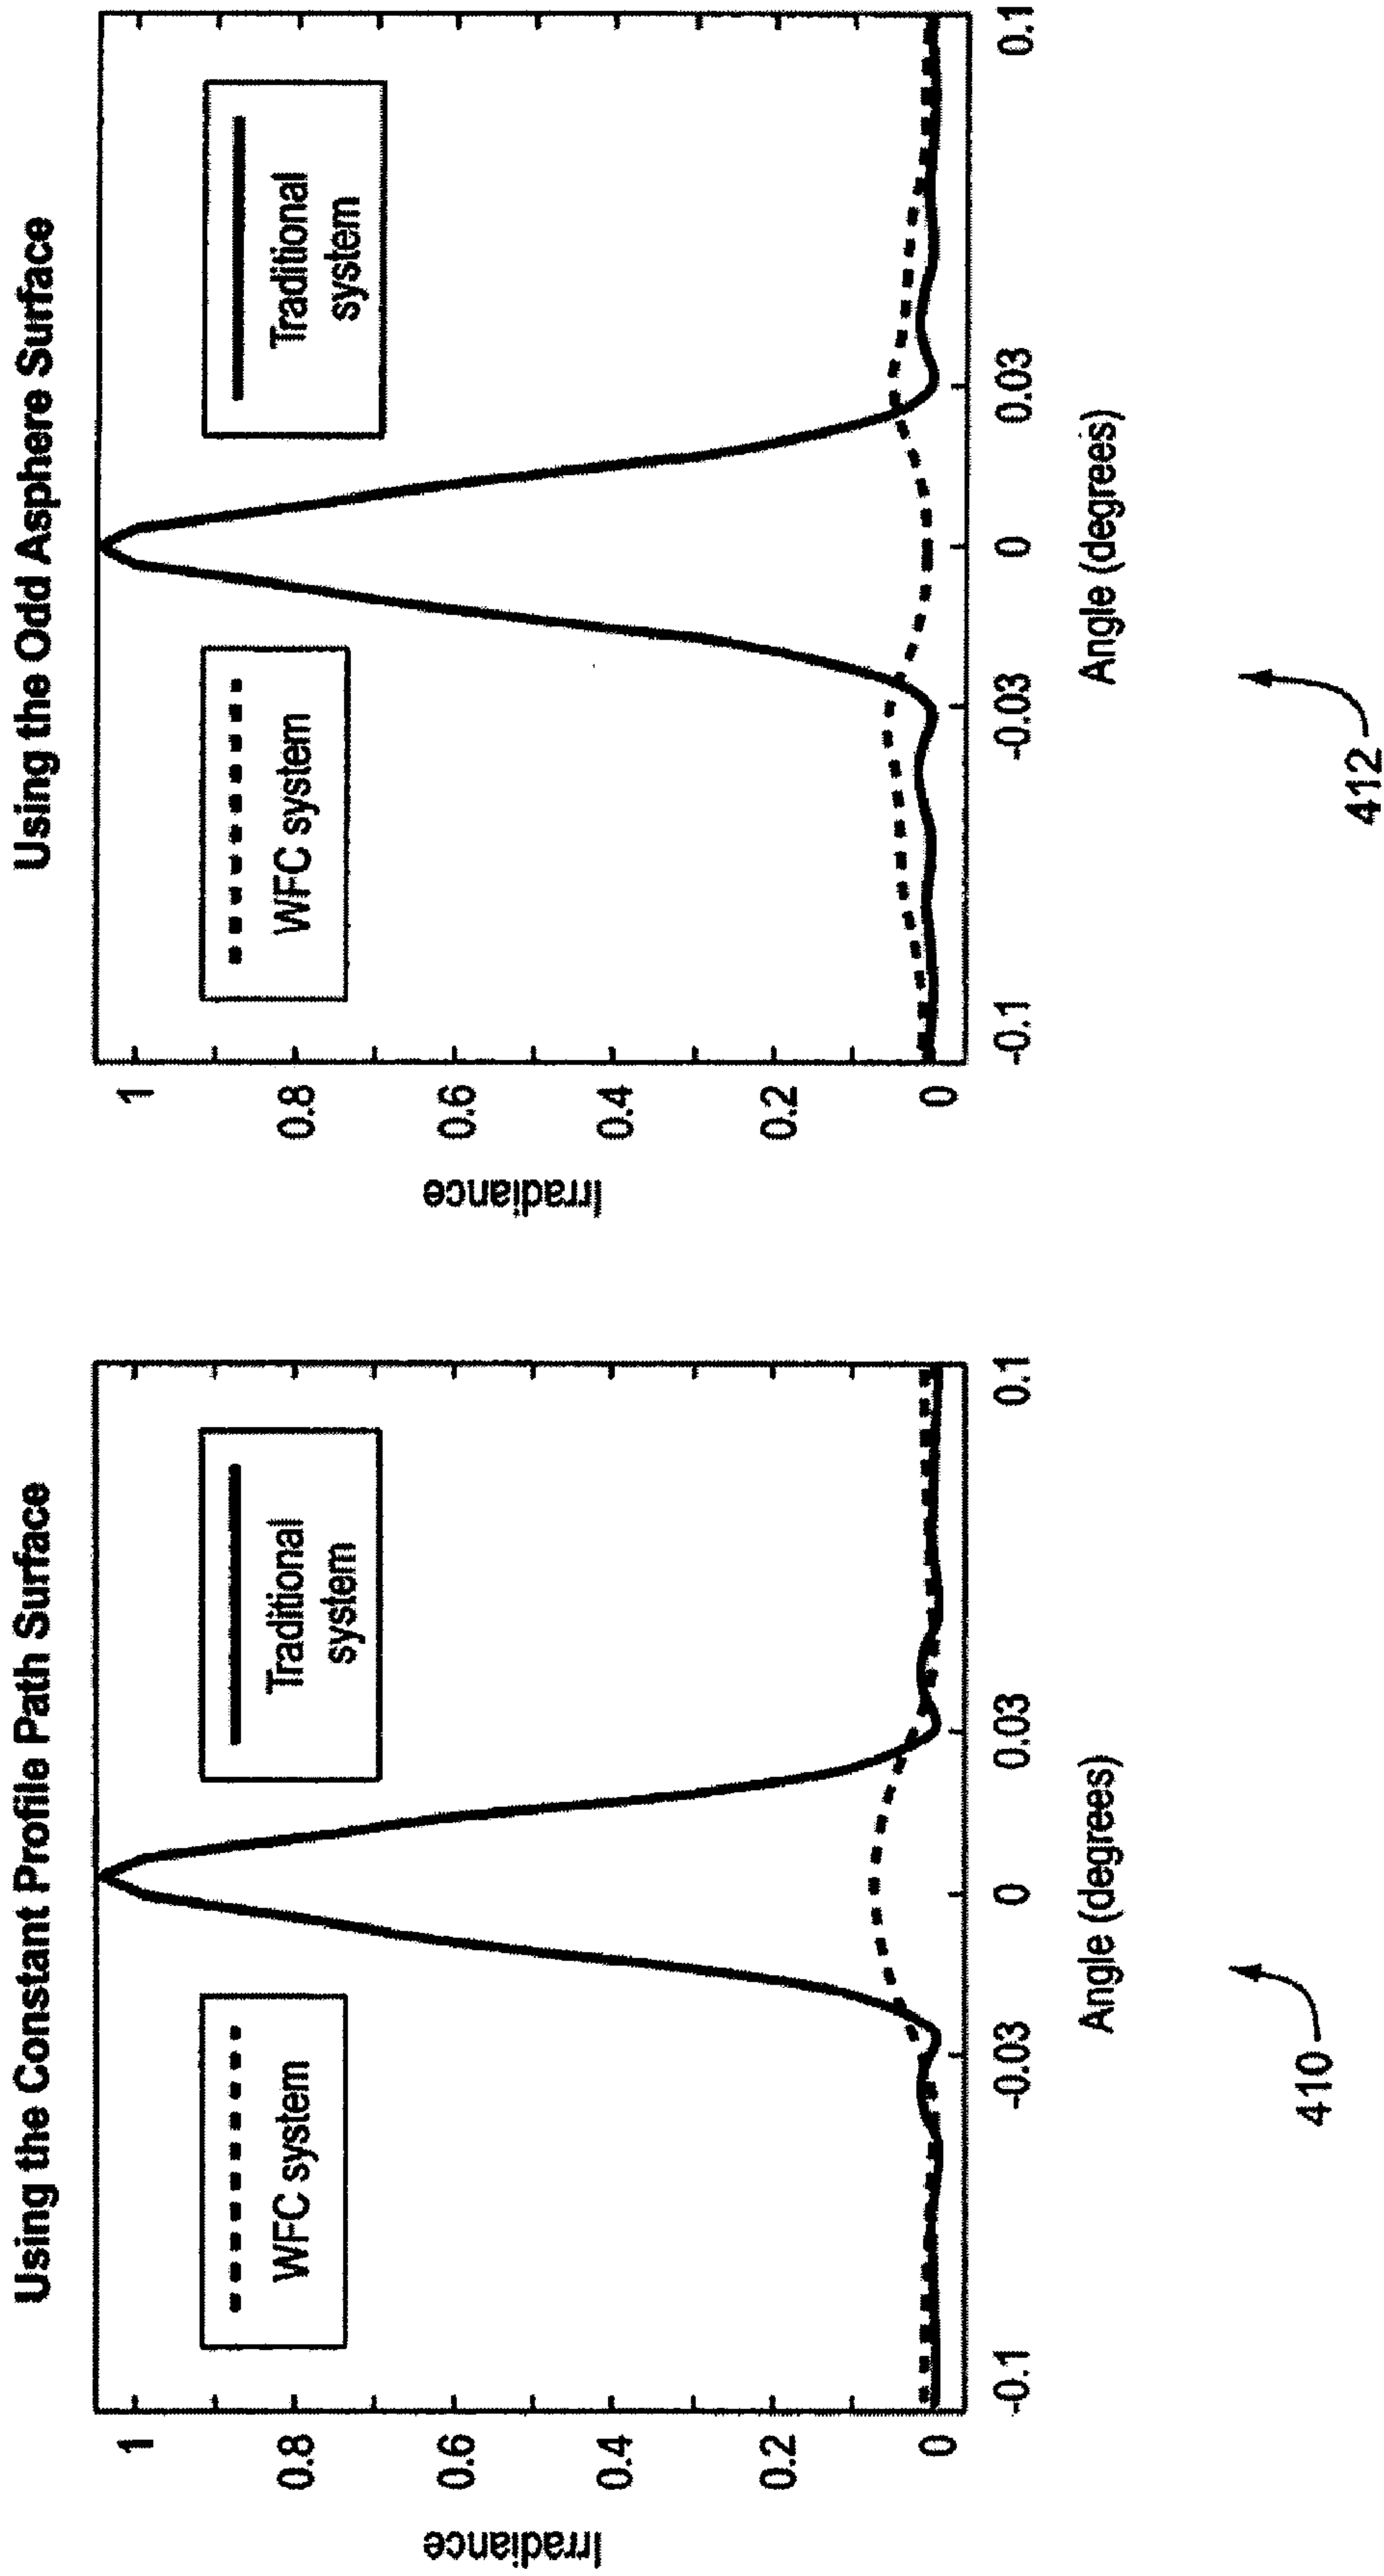 Using the Constant Profile Path Surface
WFC system
Traditional
system
Irradiance
1
0.8
0.6
0.4
0.2
0
-0.1
-0.03
0
0.03
0.1
Angle (degrees)
410
Using the Odd Asphere Surface
WFC system
Traditional
system
Irradiance
1
0.8
0.6
0.4
0.2
0
-0.1
-0.03
0
0.03
0.1
Angle (degrees)
412